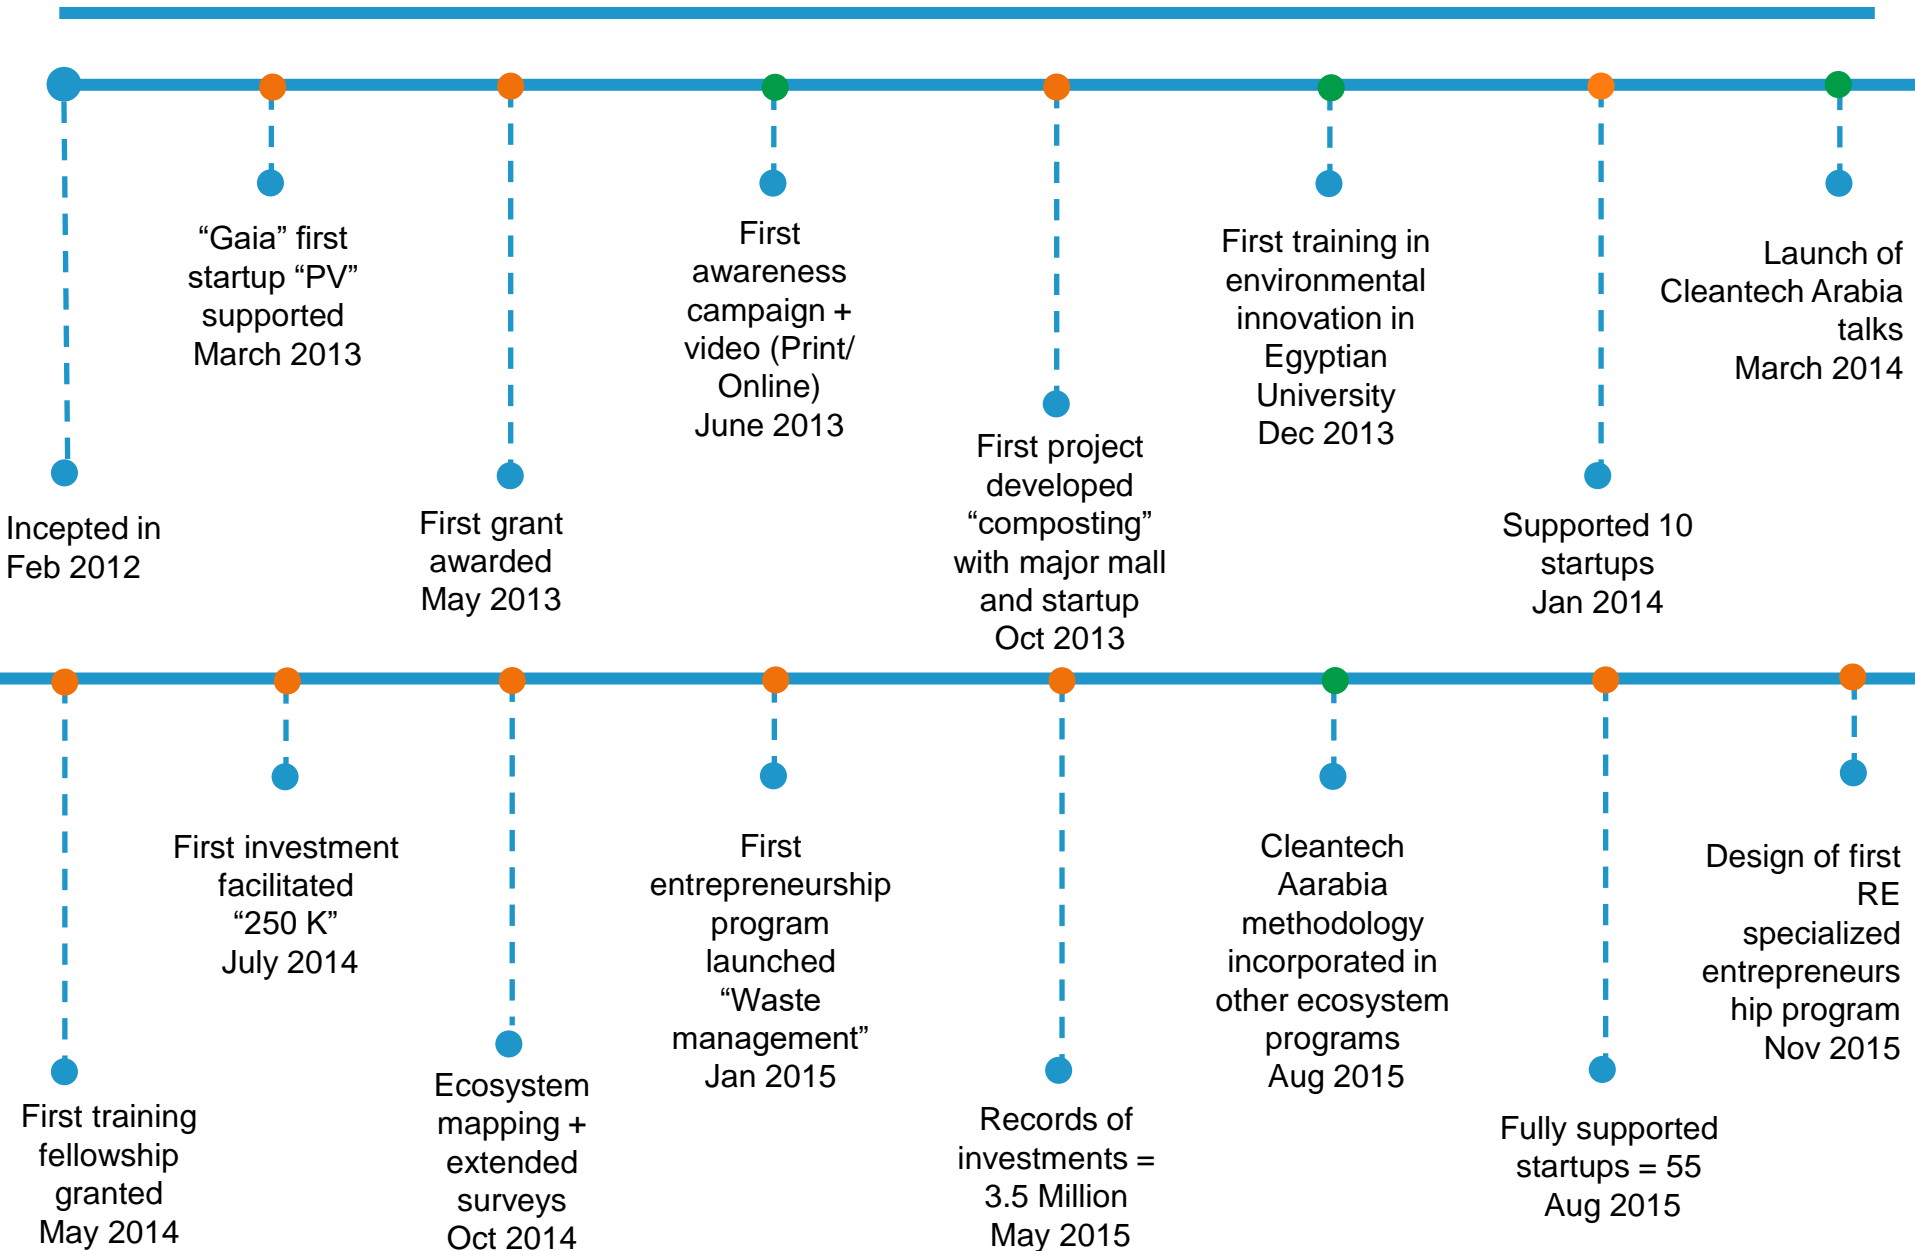 Incepted in
Feb 2012
“Gaia” first
startup “PV”
supported
March 2013
First grant
awarded
May 2013
First
awareness
campaign +
video (Print/
Online)
June 2013
First project
developed
“composting”
with major mall
and startup
Oct 2013
First training in
environmental
innovation in
Egyptian
University
Dec 2013
Supported 10
startups
Jan 2014
Launch of
Cleantech Arabia
talks
March 2014
First training
fellowship
granted
May 2014
First investment
facilitated
“250 K”
July 2014
Ecosystem
mapping +
extended
surveys
Oct 2014
First
entrepreneurship
program
launched
“Waste
management”
Jan 2015
Records of
investments =
3.5 Million
May 2015
Cleantech
Aarabia
methodology
incorporated in
other ecosystem
programs
Aug 2015
Fully supported
startups = 55
Aug 2015
Design of first
RE
specialized
entrepreneurs
hip program
Nov 2015